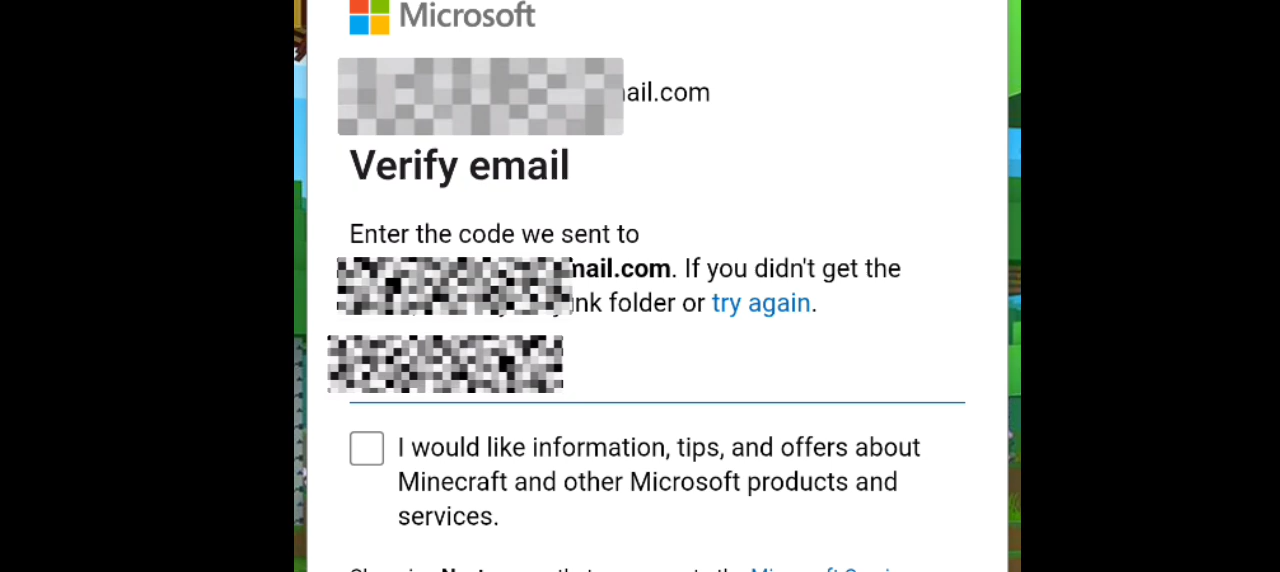 Microsoft
ail.com
Verify email
Enter the code we sent to
mail.com. If you didn't get the
nk folder or try again.
I would like information, tips, and offers about
Minecraft and other Microsoft products and
services.